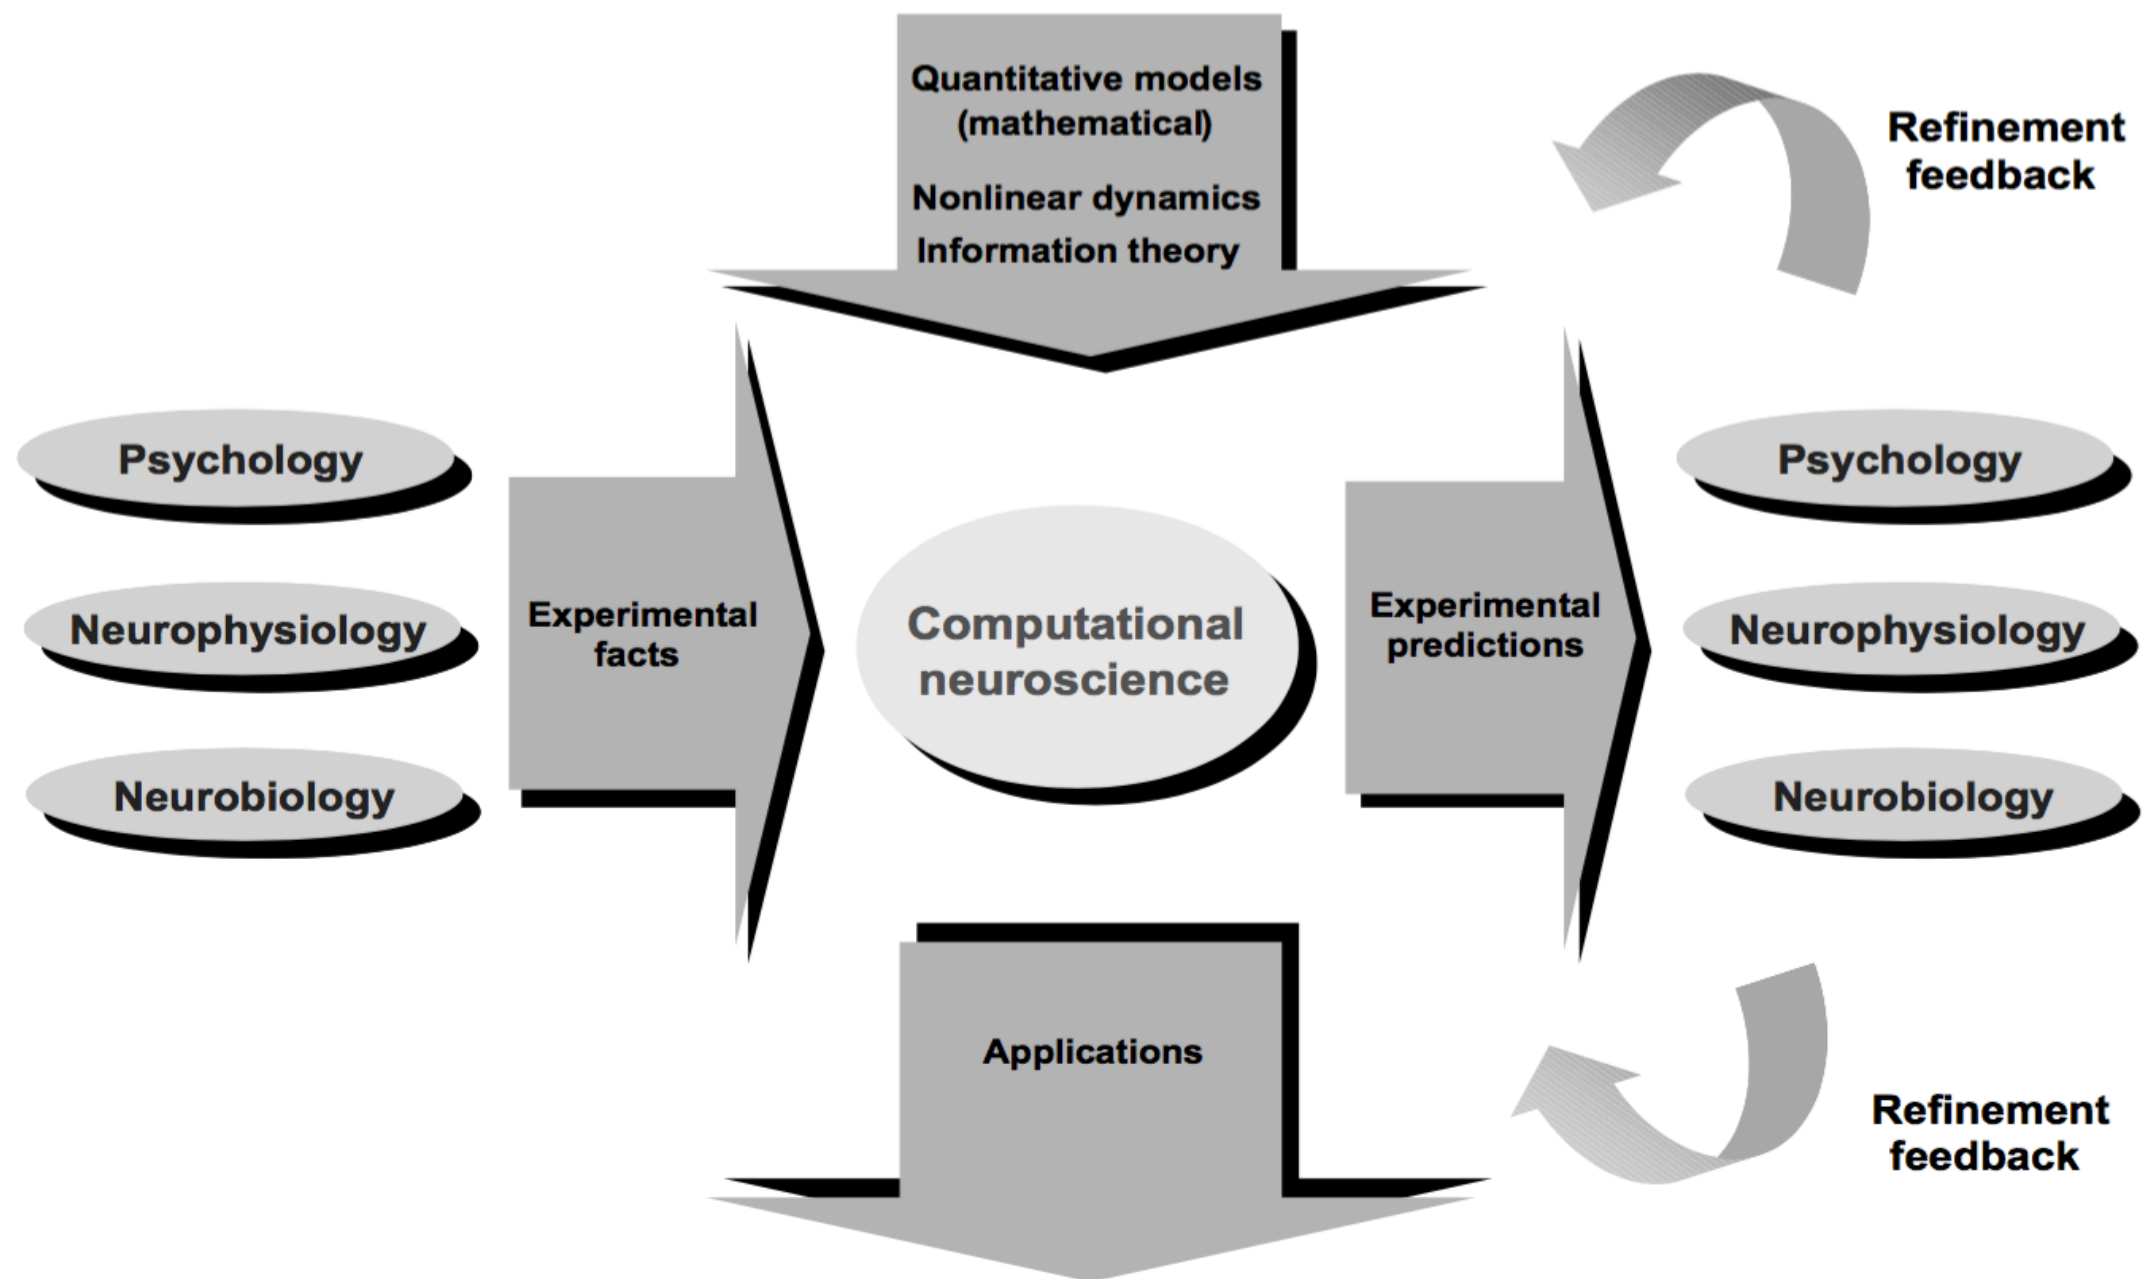 Quantitative models
(mathematical)
Nonlinear dynamics
Information theory
Refinement
feedback
Psychology
Neurophysiology
Neurobiology
Experimental
facts
Computational
neuroscience
Experimental
predictions
Psychology
Neurophysiology
Neurobiology
Applications
Refinement
feedback